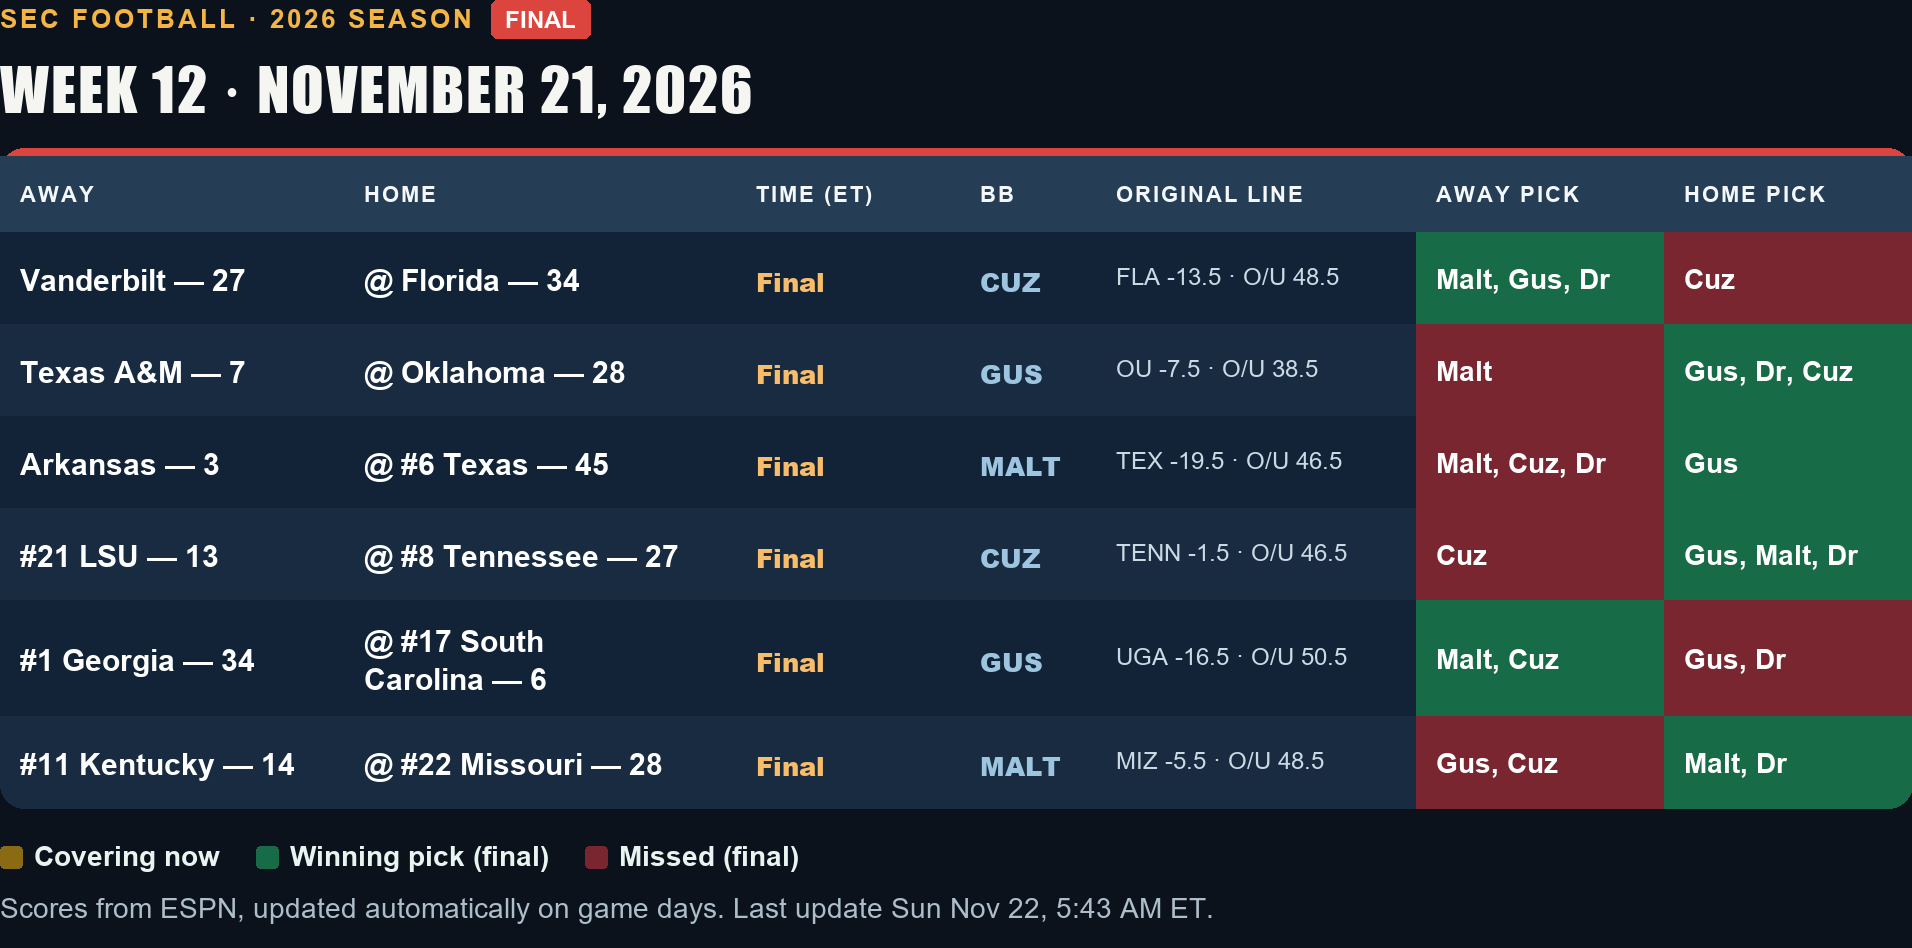 SEC FOOTBALL · 2026 SEASON FINAL
WEEK 12 · NOVEMBER 21, 2026
AWAY HOME TIME (ET) BB ORIGINAL LINE AWAY PICK HOME PICK
Vanderbilt — 27 @ Florida — 34 Final CUZ FLA -13.5 · O/U 48.5 Malt, Gus, Dr Cuz
Texas A&M — 7 @ Oklahoma — 28 Final GUS OU -7.5 · O/U 38.5 Malt Gus, Dr, Cuz
Arkansas — 3 @ #6 Texas — 45 Final MALT TEX -19.5 · O/U 46.5 Malt, Cuz, Dr Gus
#21 LSU — 13 @ #8 Tennessee — 27 Final CUZ TENN -1.5 · O/U 46.5 Cuz Gus, Malt, Dr
#1 Georgia — 34 @ #17 South
Carolina — 6 Final GUS UGA -16.5 · O/U 50.5 Malt, Cuz Gus, Dr
#11 Kentucky — 14 @ #22 Missouri — 28 Final MALT MIZ -5.5 · O/U 48.5 Gus, Cuz Malt, Dr
Covering now Winning pick (final) Missed (final)
Scores from ESPN, updated automatically on game days. Last update Sun Nov 22, 5:43 AM ET.